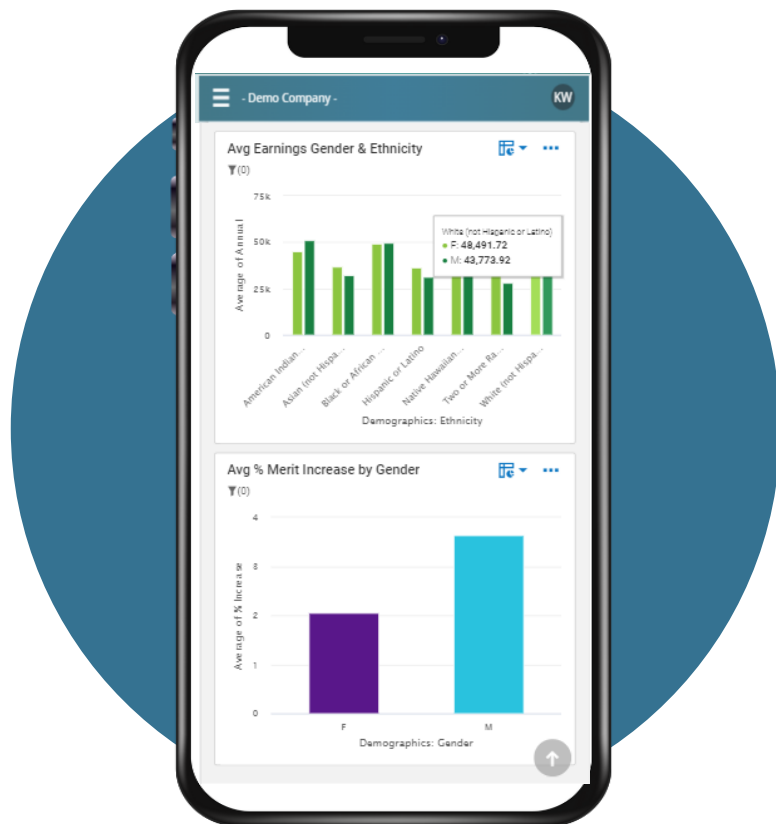 - Demo Company -
KW
Avg Earnings Gender & Ethnicity
(0)
75k
50k
25k
0
Average of Annual
White (not Hispanic or Latino)
F: 48,491.72
M: 43,773.92
American Indian...
Asian (not Hispa...
Black or African ...
Hispanic or Latino
Native Hawaiian...
Two or More Ra...
White (not Hispa...
Demographics: Ethnicity
Avg % Merit Increase by Gender
(0)
4
3
2
1
0
Average of % Increase
F
M
Demographics: Gender